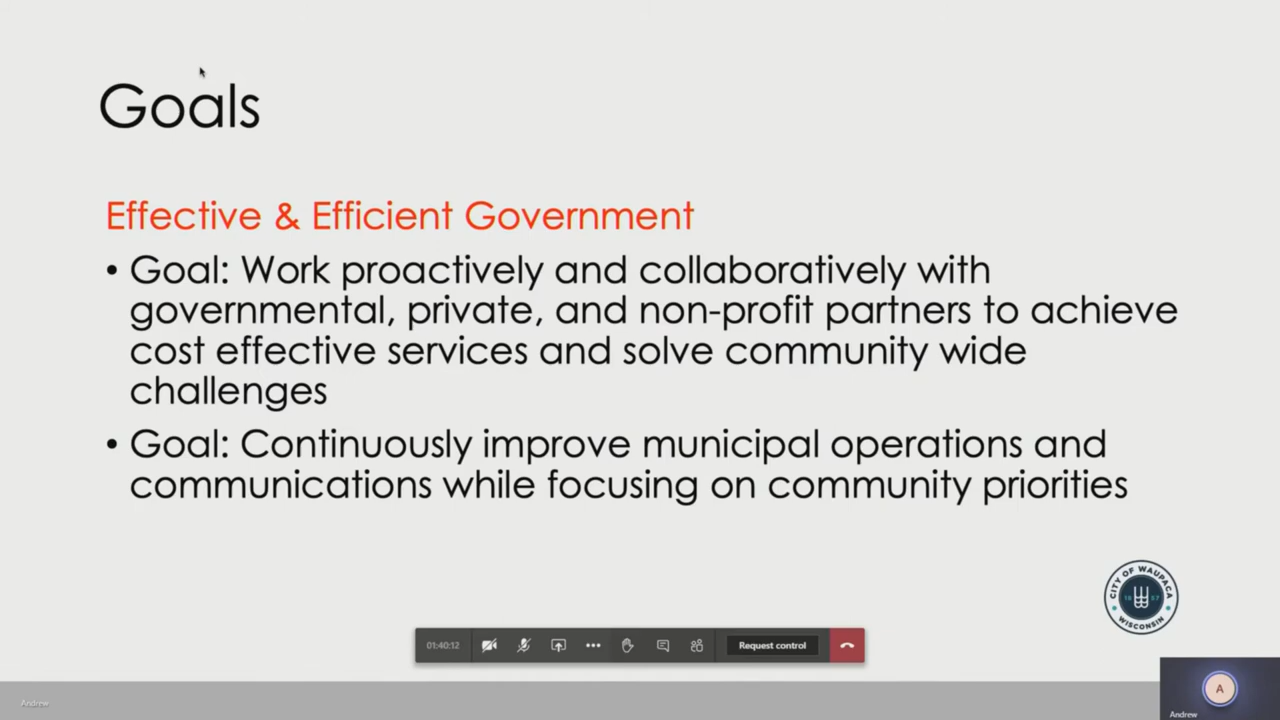 Goals
Effective & Efficient Government
• Goal: Work proactively and collaboratively with
governmental, private, and non-profit partners to achieve
cost effective services and solve community wide
challenges
• Goal: Continuously improve municipal operations and
communications while focusing on community priorities
CITY OF WAUPACA
18 57
WISCONSIN
01:40:12
Request control
A
Andrew
Andrew